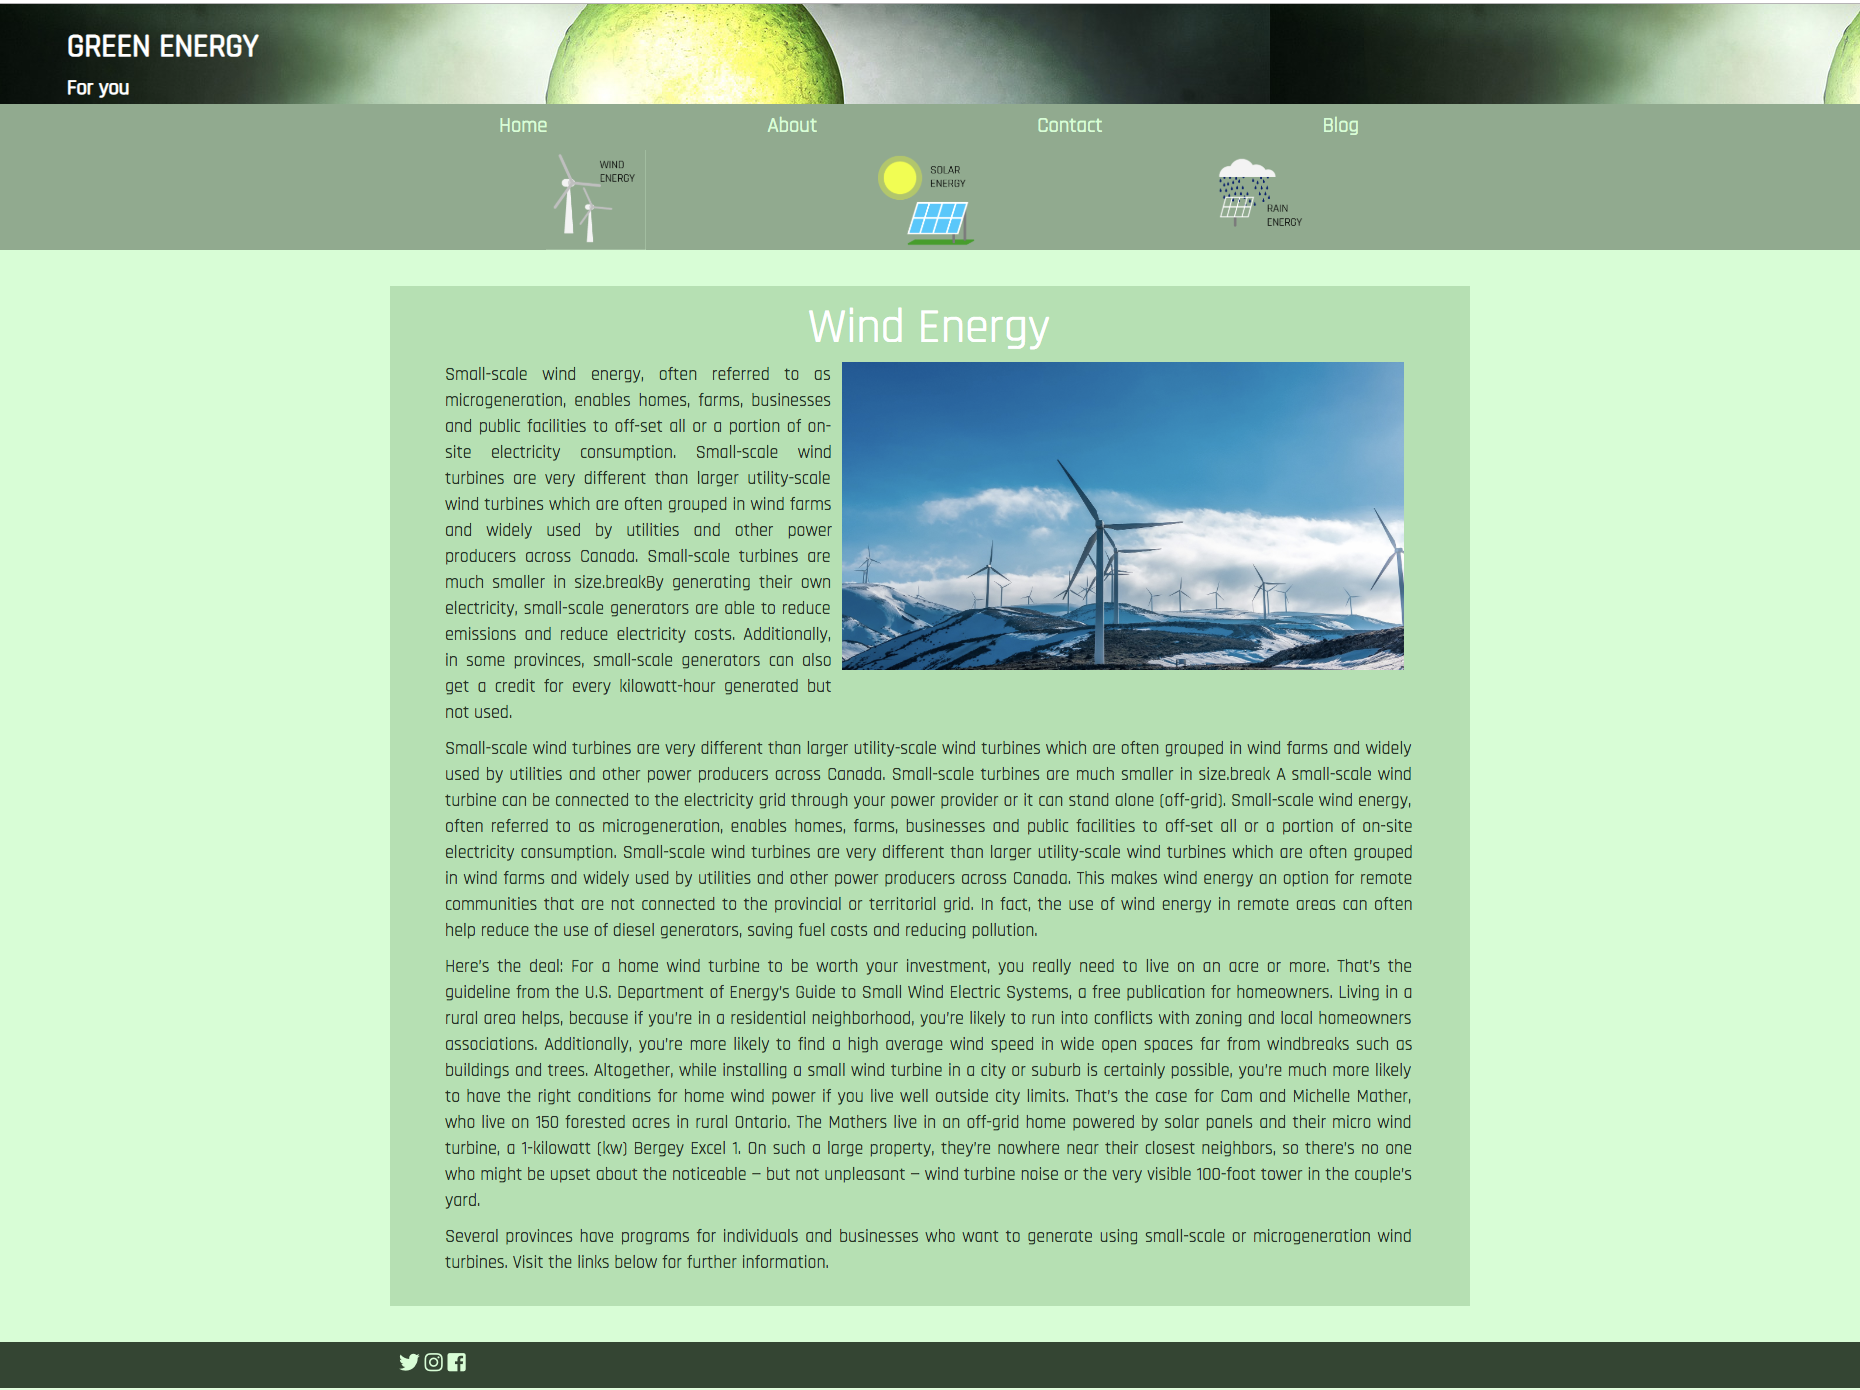 GREEN ENERGY
For you
Home About Contact Blog
WIND
ENERGY
SOLAR
ENERGY
RAIN
ENERGY
Wind Energy
Small-scale wind energy, often referred to as
microgeneration, enables homes, farms, businesses
and public facilities to off-set all or a portion of on-
site electricity consumption. Small-scale wind
turbines are very different than larger utility-scale
wind turbines which are often grouped in wind farms
and widely used by utilities and other power
producers across Canada. Small-scale turbines are
much smaller in size.breakBy generating their own
electricity, small-scale generators are able to reduce
emissions and reduce electricity costs. Additionally,
in some provinces, small-scale generators can also
get a credit for every kilowatt-hour generated but
not used.
Small-scale wind turbines are very different than larger utility-scale wind turbines which are often grouped in wind farms and widely
used by utilities and other power producers across Canada. Small-scale turbines are much smaller in size.break A small-scale wind
turbine can be connected to the electricity grid through your power provider or it can stand alone (off-grid). Small-scale wind energy,
often referred to as microgeneration, enables homes, farms, businesses and public facilities to off-set all or a portion of on-site
electricity consumption. Small-scale wind turbines are very different than larger utility-scale wind turbines which are often grouped
in wind farms and widely used by utilities and other power producers across Canada. This makes wind energy an option for remote
communities that are not connected to the provincial or territorial grid. In fact, the use of wind energy in remote areas can often
help reduce the use of diesel generators, saving fuel costs and reducing pollution.
Here's the deal: For a home wind turbine to be worth your investment, you really need to live on an acre or more. That's the
guideline from the U.S. Department of Energy's Guide to Small Wind Electric Systems, a free publication for homeowners. Living in a
rural area helps, because if you're in a residential neighborhood, you're likely to run into conflicts with zoning and local homeowners
associations. Additionally, you're more likely to find a high average wind speed in wide open spaces far from windbreaks such as
buildings and trees. Altogether, while installing a small wind turbine in a city or suburb is certainly possible, you're much more likely
to have the right conditions for home wind power if you live well outside city limits. That's the case for Cam and Michelle Mather,
who live on 150 forested acres in rural Ontario. The Mathers live in an off-grid home powered by solar panels and their micro wind
turbine, a 1-kilowatt (kw) Bergey Excel 1. On such a large property, they're nowhere near their closest neighbors, so there's no one
who might be upset about the noticeable – but not unpleasant – wind turbine noise or the very visible 100-foot tower in the couple's
yard.
Several provinces have programs for individuals and businesses who want to generate using small-scale or microgeneration wind
turbines. Visit the links below for further information.